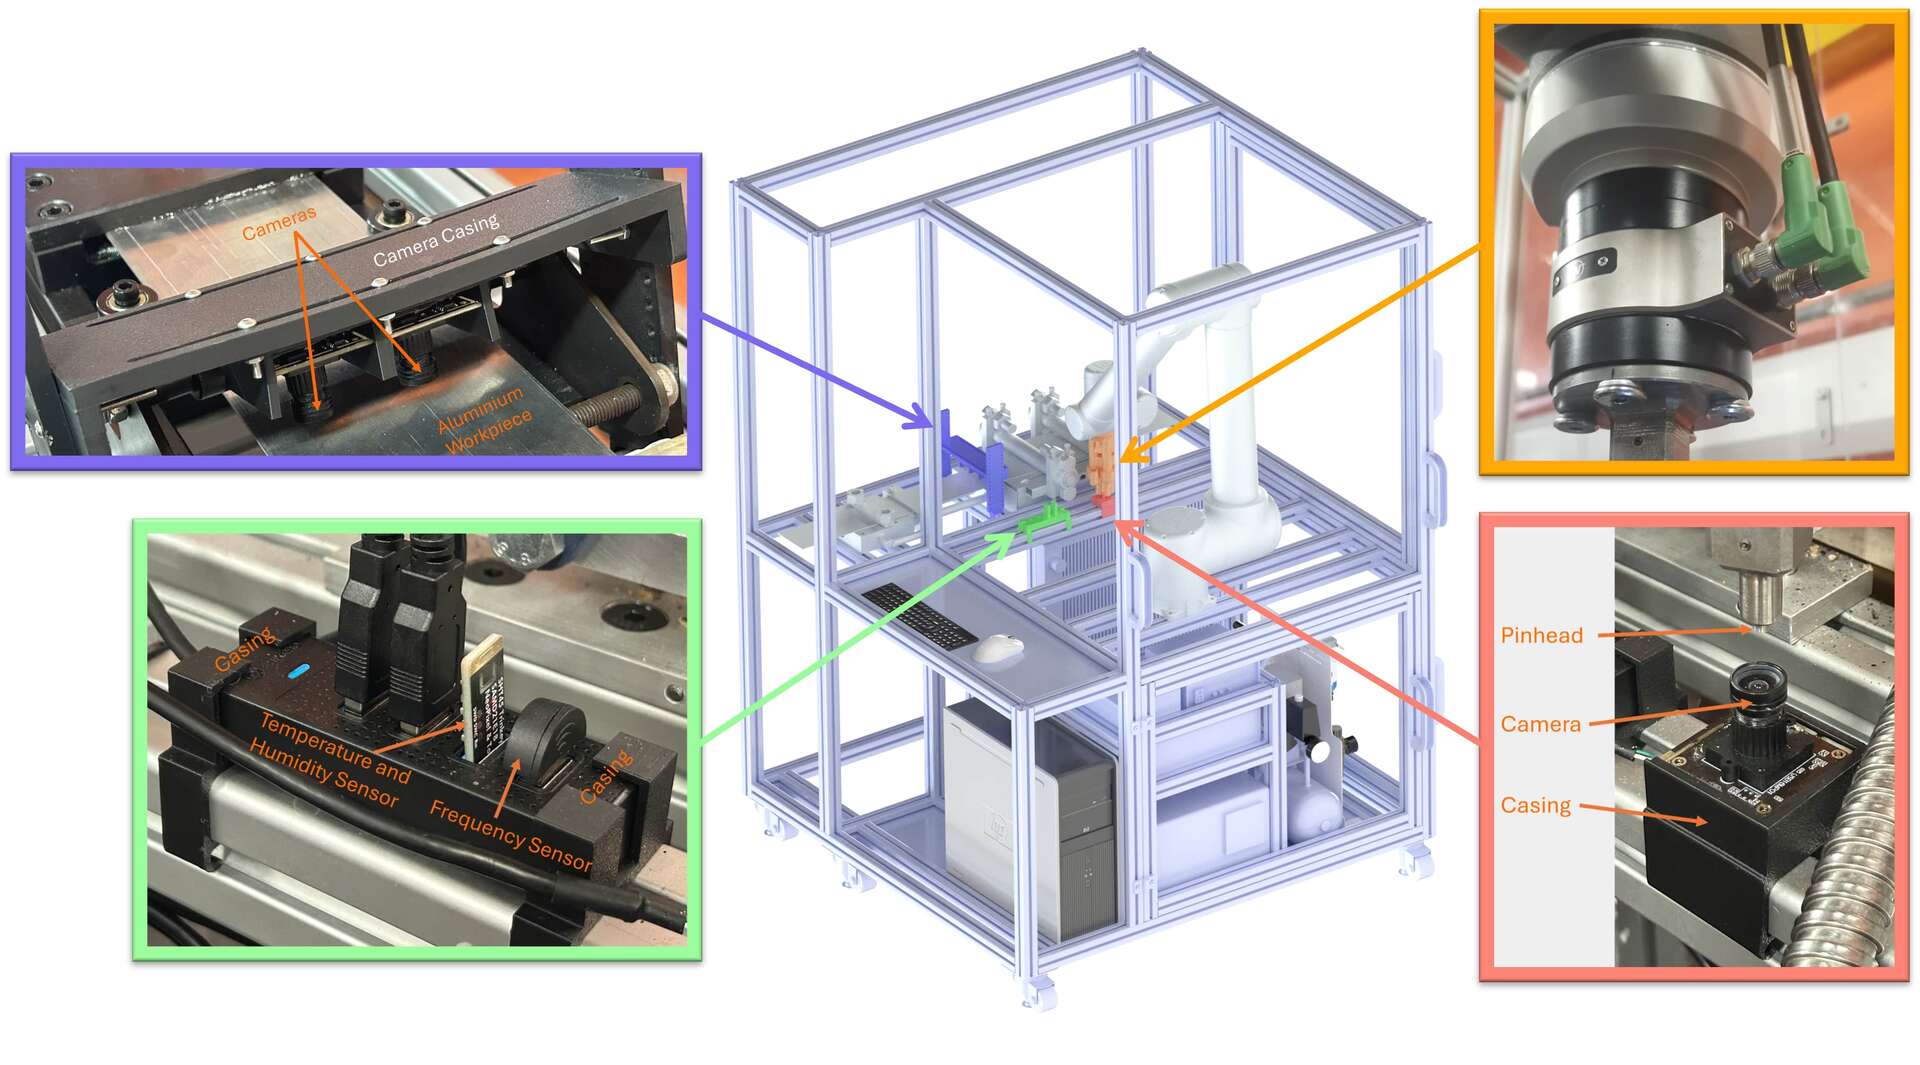 Cameras
Camera Casing
Aluminium
Workpiece
Casing
Temperature and
Humidity Sensor
Frequency Sensor
Casing
Pinhead
Camera
Casing